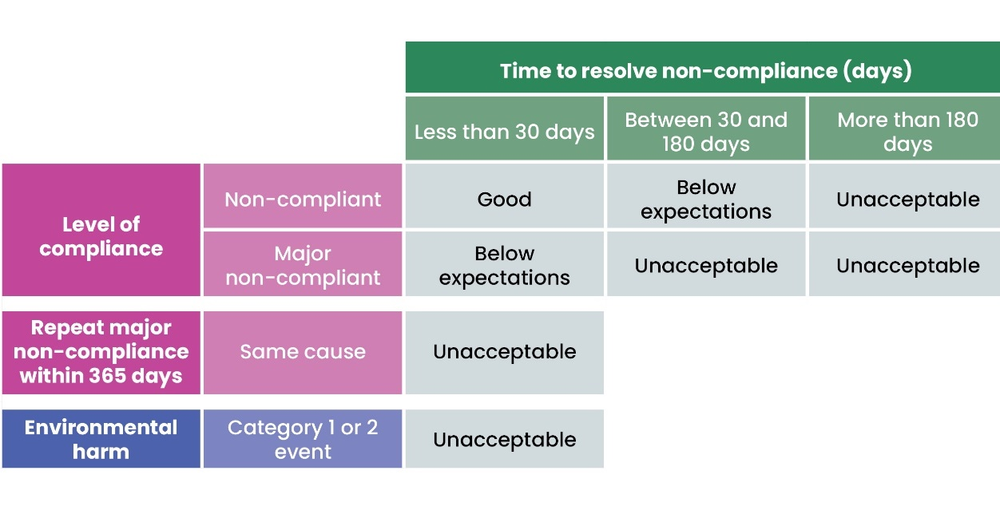 Time to resolve non-compliance (days)
Less than 30 days
Between 30 and
180 days
More than 180
days
Level of
compliance
Non-compliant
Good
Below
expectations
Unacceptable
Major
non-compliant
Below
expectations
Unacceptable
Unacceptable
Repeat major
non-compliance
within 365 days
Same cause
Unacceptable
Environmental
harm
Category 1 or 2
event
Unacceptable